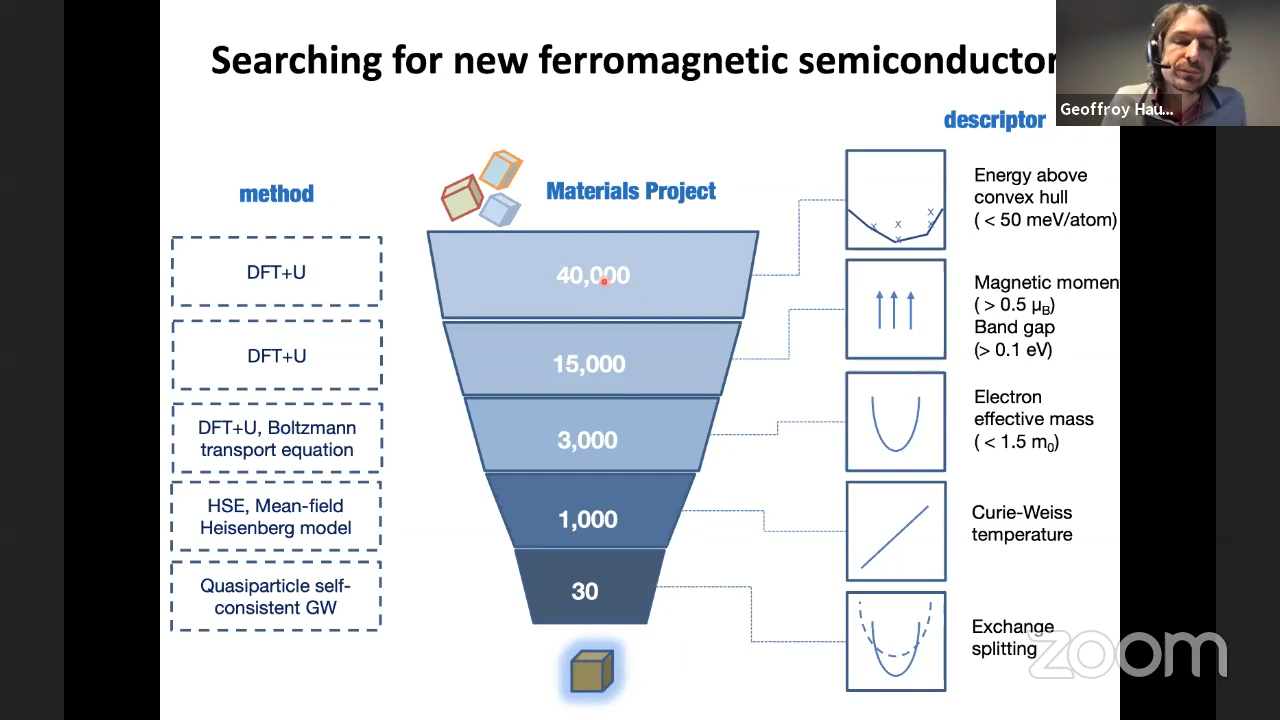 Searching for new ferromagnetic semiconductor
Geoffroy Hau...
descriptor
method
Materials Project
DFT+U
40,000
Energy above
convex hull
( < 50 meV/atom)
DFT+U
15,000
Magnetic momen
( > 0.5 μB)
Band gap
(> 0.1 eV)
DFT+U, Boltzmann
transport equation
3,000
Electron
effective mass
( < 1.5 m0)
HSE, Mean-field
Heisenberg model
1,000
Curie-Weiss
temperature
Quasiparticle self-
consistent GW
30
Exchange
splitting
zoom